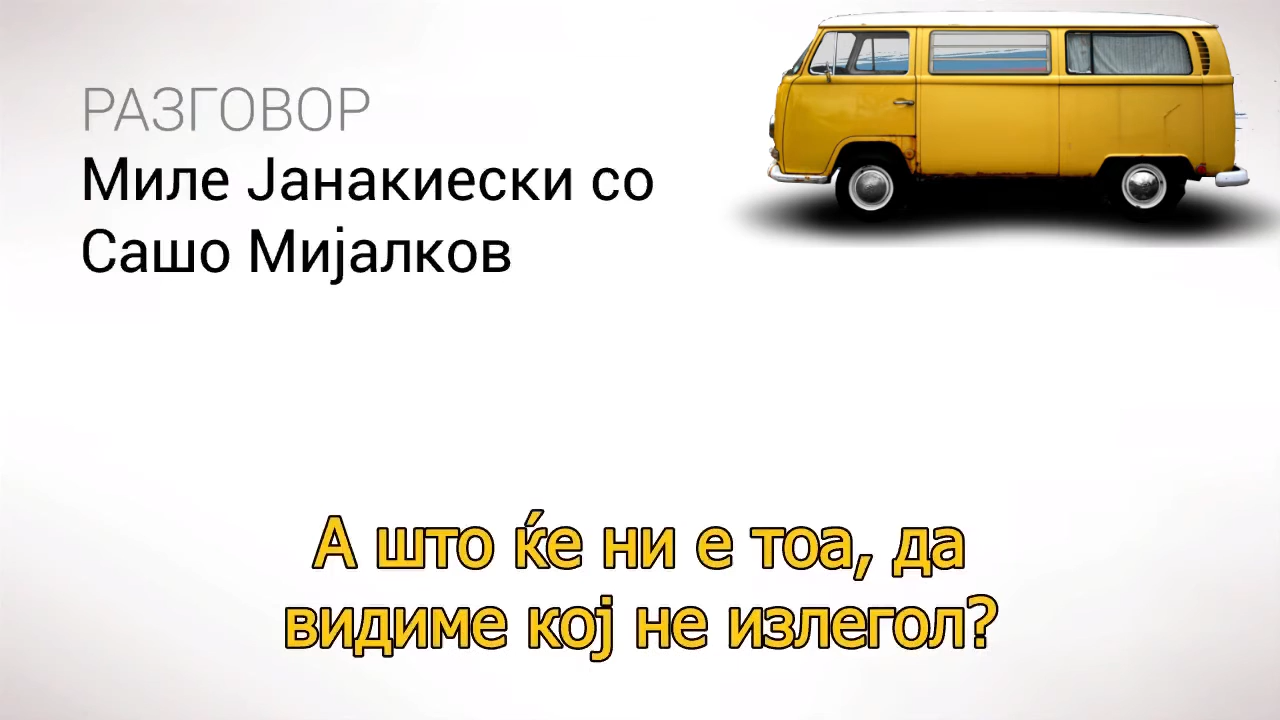 РАЗГОВОР
Миле Јанакиески со
Сашо Мијалков
А што ќе ни е тоа, да
видиме кој не излегол?